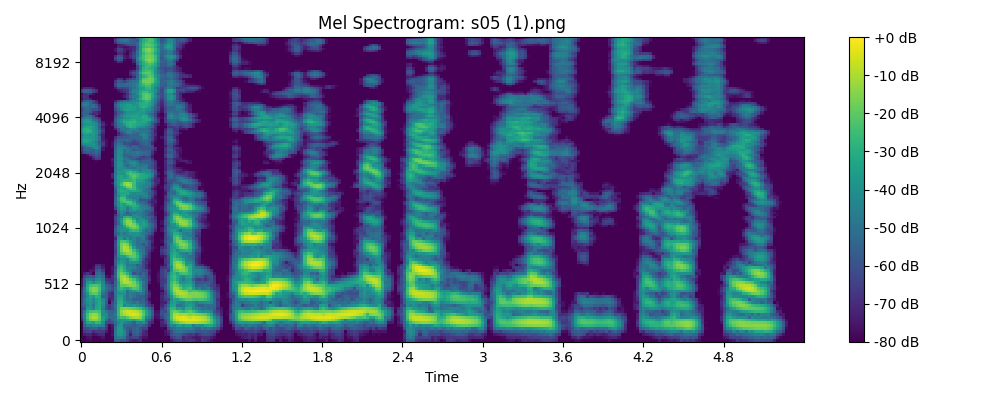 Mel Spectrogram: s05 (1).png
+0 dB
8192
-10 dB
4096
-20 dB
-30 dB
2048
Hz
-40 dB
1024
-50 dB
-60 dB
512
-70 dB
0
-80 dB
0 0.6 1.2 1.8 2.4 3 3.6 4.2 4.8
Time